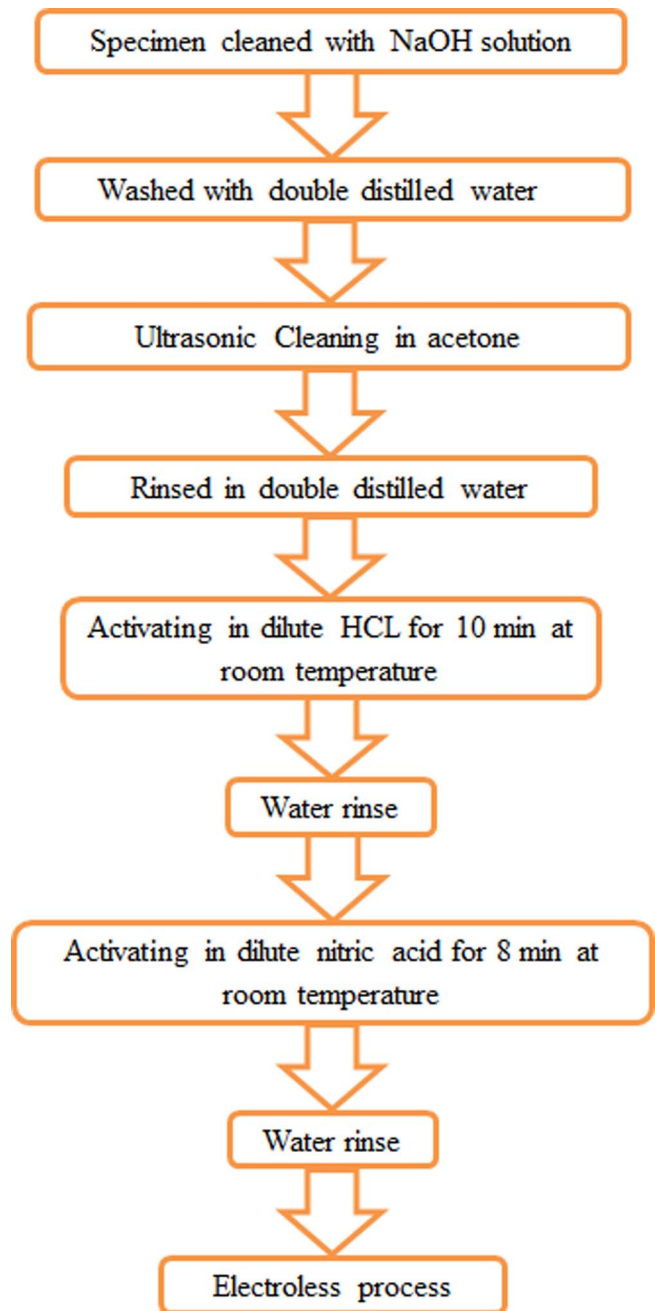 Specimen cleaned with NaOH solution
Washed with double distilled water
Ultrasonic Cleaning in acetone
Rinsed in double distilled water
Activating in dilute HCL for 10 min at
room temperature
Water rinse
Activating in dilute nitric acid for 8 min at
room temperature
Water rinse
Electroless process